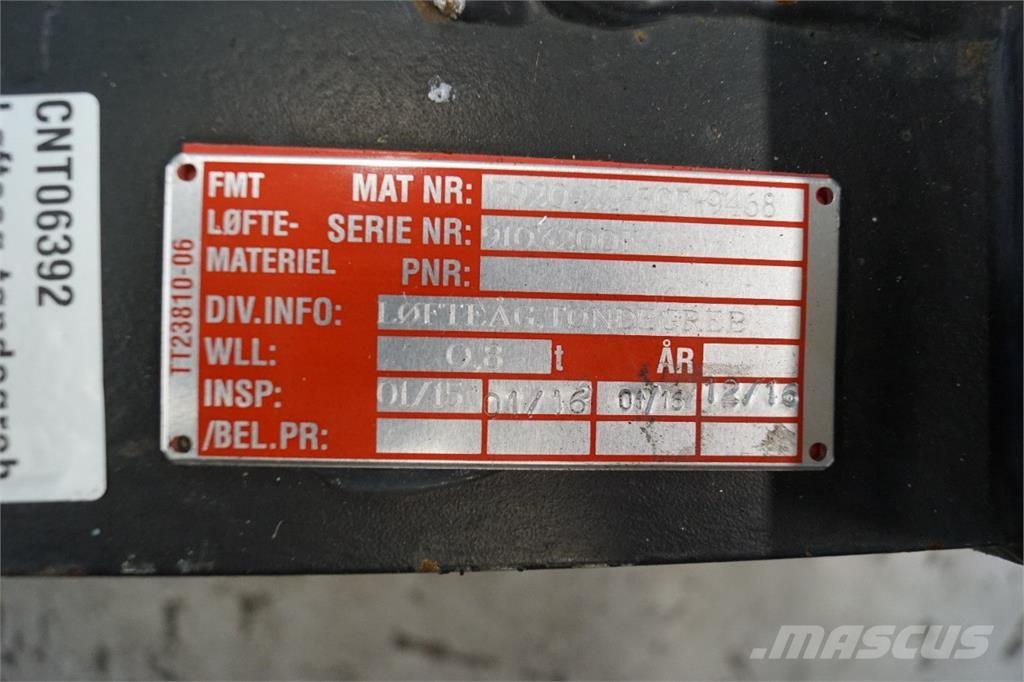 CNT06392
TT23810-06
FMT MAT NR:
LØFTE- SERIE NR:
MATERIEL PNR:
DIV.INFO: LØFTEÅG,TØNDEGREB
WLL: 0,8 t ÅR
INSP: 01/15 01/16 12/16
/BEL.PR:
MASCUS